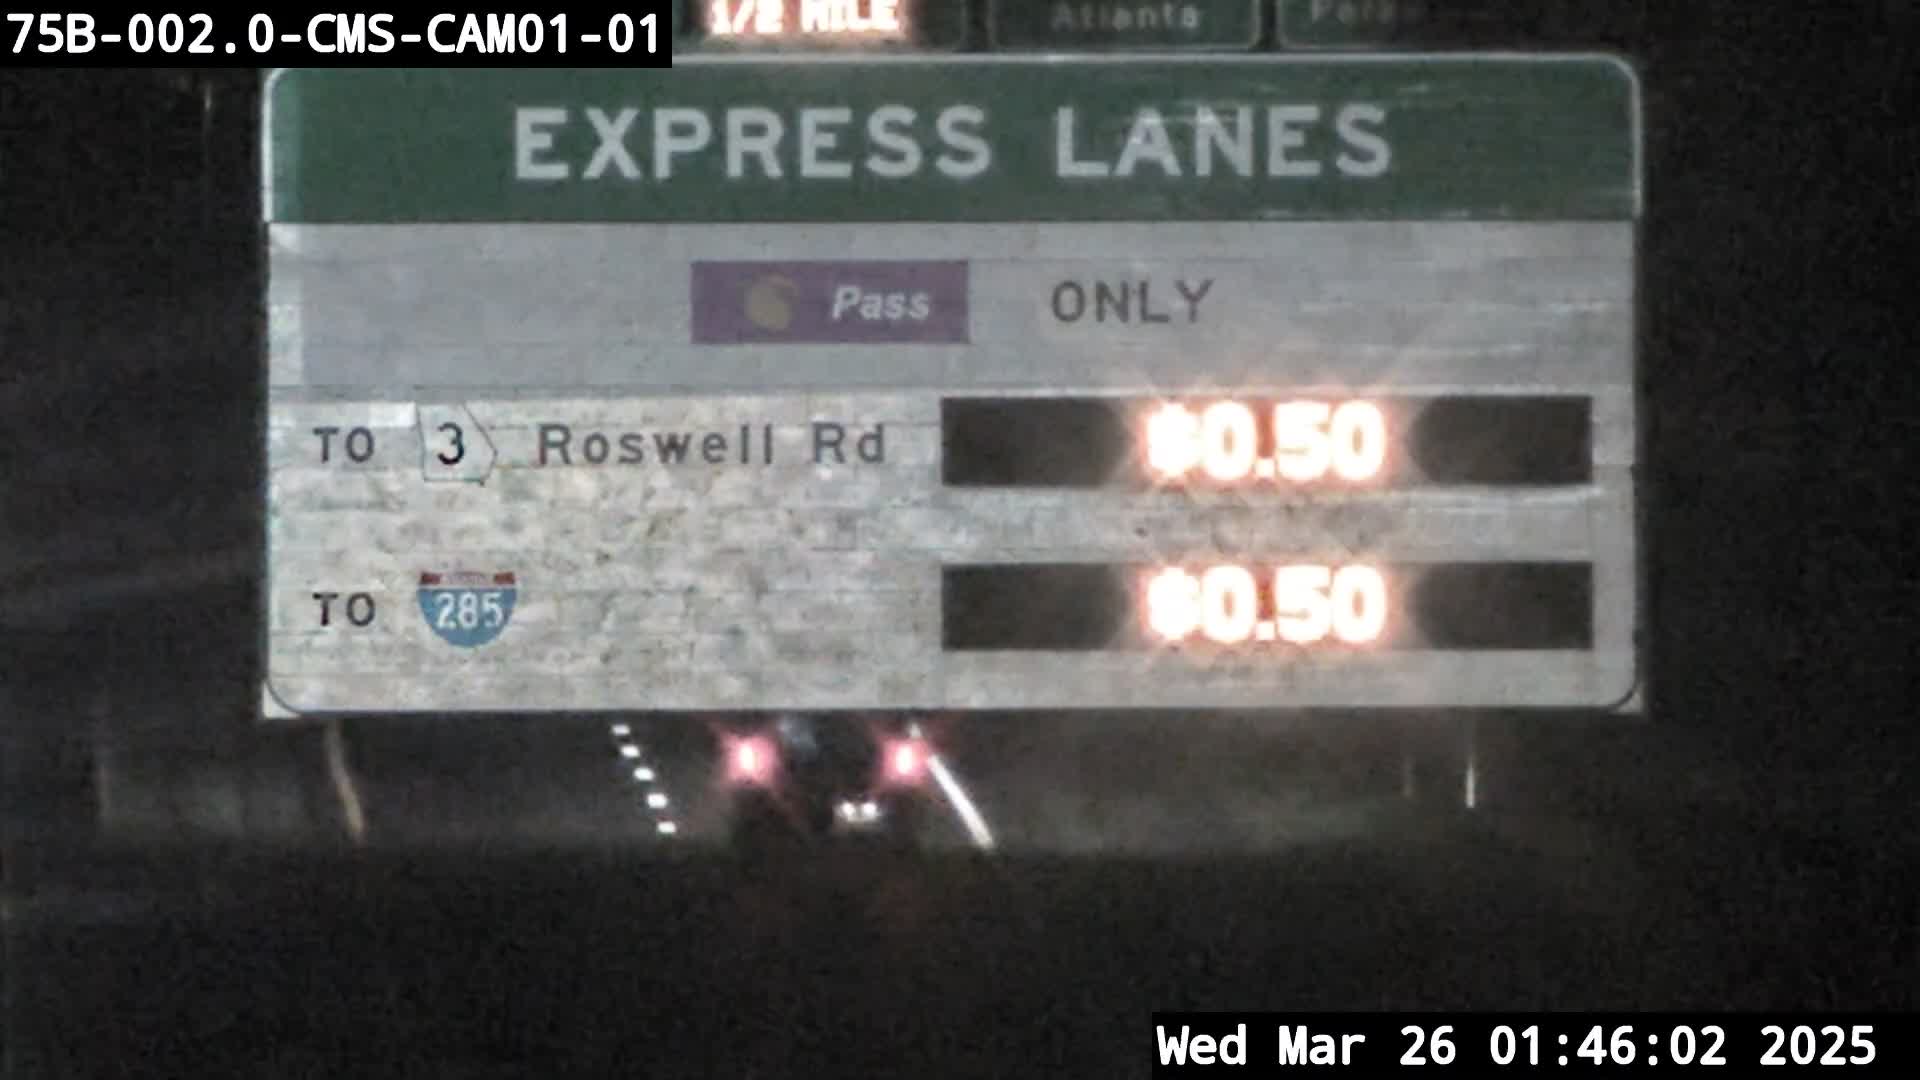 75B-002.0-CMS-CAM01-01
1/2 MILE
Atlanta
EXPRESS LANES
Pass ONLY
TO 3 Roswell Rd $0.50
TO 285 $0.50
Wed Mar 26 01:46:02 2025